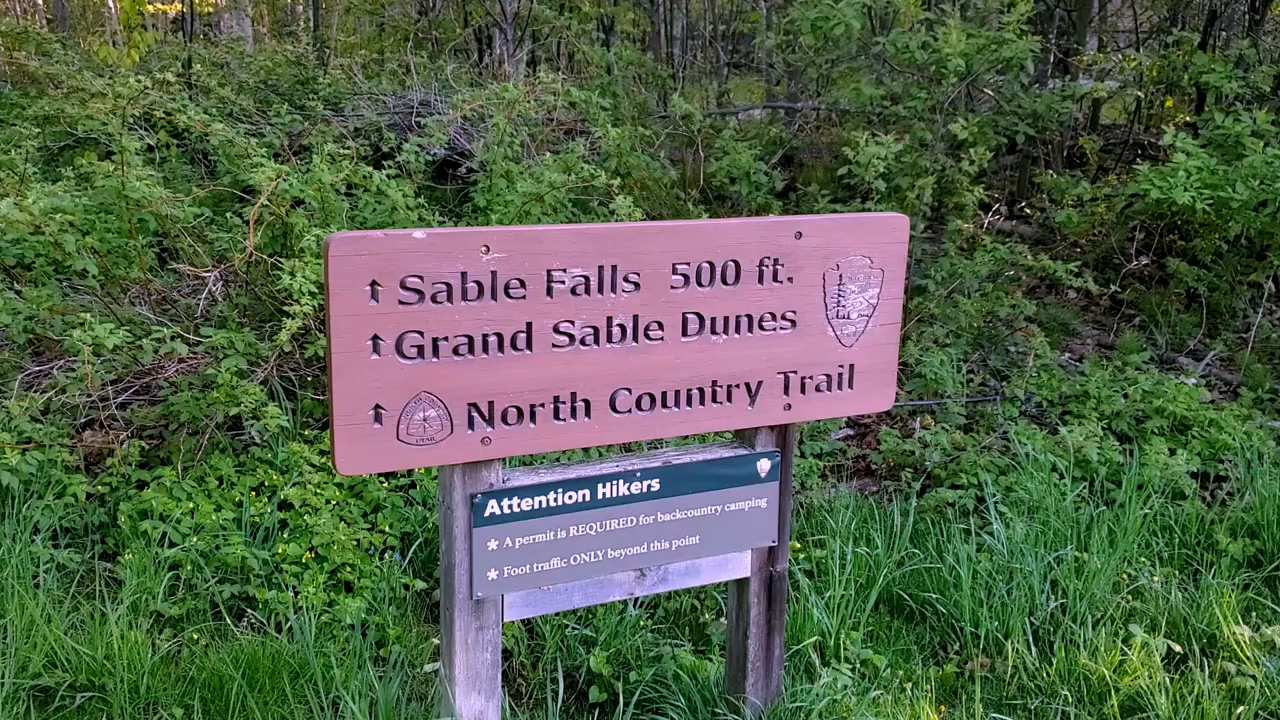 ↑ Sable Falls 500 ft.
↑ Grand Sable Dunes
↑ North Country Trail
TRAIL
Attention Hikers
* A permit is REQUIRED for backcountry camping
* Foot traffic ONLY beyond this point